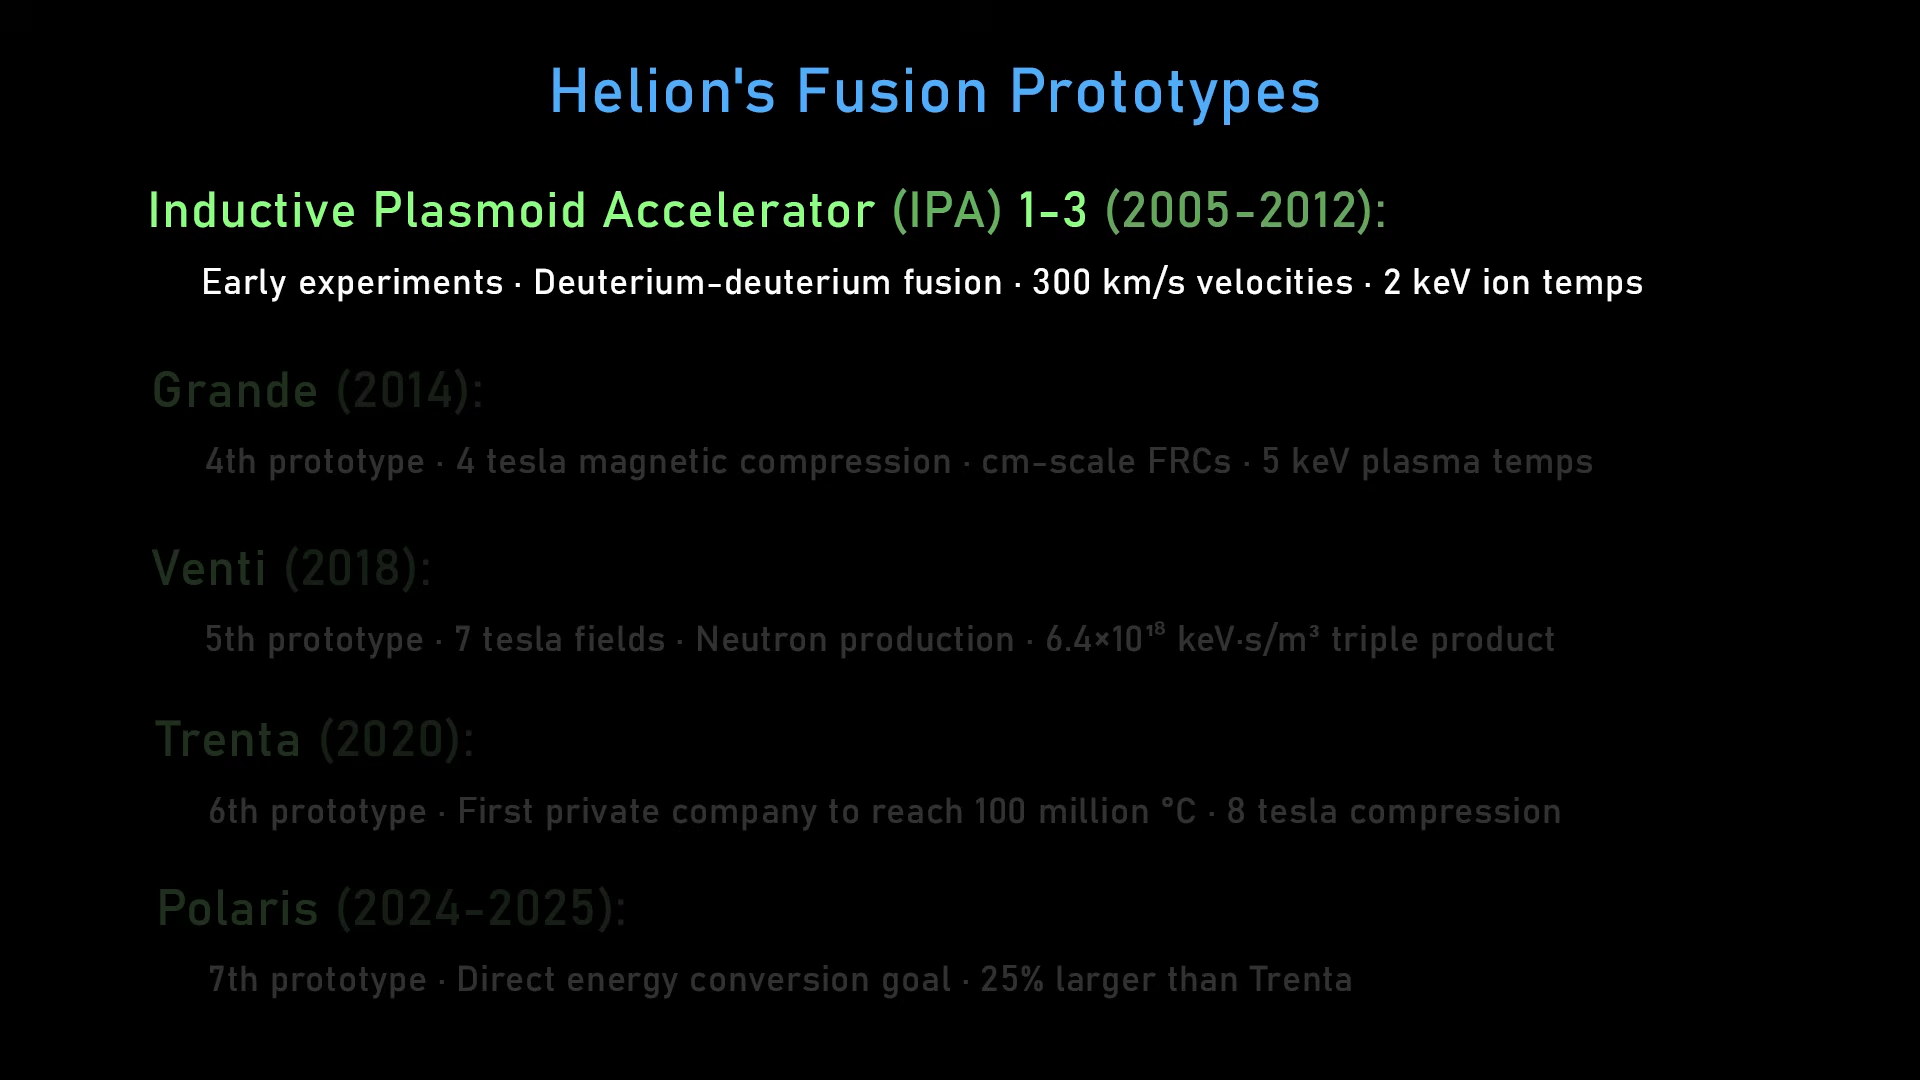 Helion's Fusion Prototypes
Inductive Plasmoid Accelerator (IPA) 1-3 (2005-2012):
Early experiments · Deuterium-deuterium fusion · 300 km/s velocities · 2 keV ion temps
Grande (2014):
4th prototype · 4 tesla magnetic compression · cm-scale FRCs · 5 keV plasma temps
Venti (2018):
5th prototype · 7 tesla fields · Neutron production · 6.4×10¹⁸ keV·s/m³ triple product
Trenta (2020):
6th prototype · First private company to reach 100 million °C · 8 tesla compression
Polaris (2024-2025):
7th prototype · Direct energy conversion goal · 25% larger than Trenta